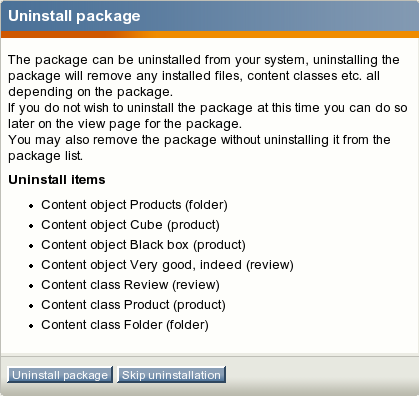 Uninstall package
The package can be uninstalled from your system, uninstalling the
package will remove any installed files, content classes etc. all
depending on the package.
If you do not wish to uninstall the package at this time you can do so
later on the view page for the package.
You may also remove the package without uninstalling it from the
package list.
Uninstall items
• Content object Products (folder)
• Content object Cube (product)
• Content object Black box (product)
• Content object Very good, indeed (review)
• Content class Review (review)
• Content class Product (product)
• Content class Folder (folder)
Uninstall package Skip uninstallation